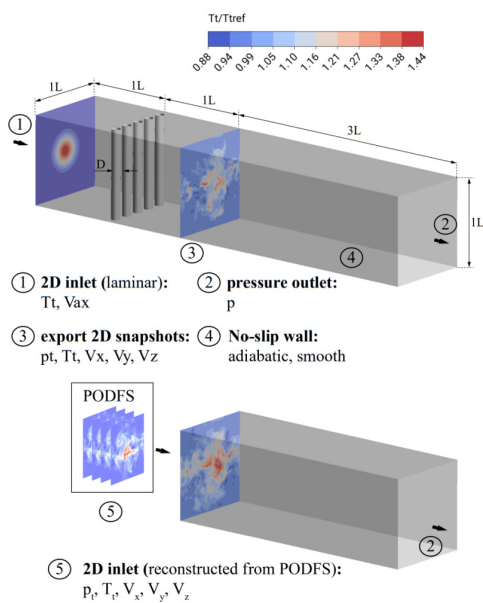 Tt/Ttref
0.88 0.94 0.99 1.05 1.10 1.16 1.21 1.27 1.33 1.38 1.44
1L 1L 1L 3L
1
D
2
1L
3
4
1 2D inlet (laminar):
Tt, Vax
2 pressure outlet:
p
3 export 2D snapshots:
pt, Tt, Vx, Vy, Vz
4 No-slip wall:
adiabatic, smooth
PODFS
5
2
5 2D inlet (reconstructed from PODFS):
pt, Tt, Vx, Vy, Vz